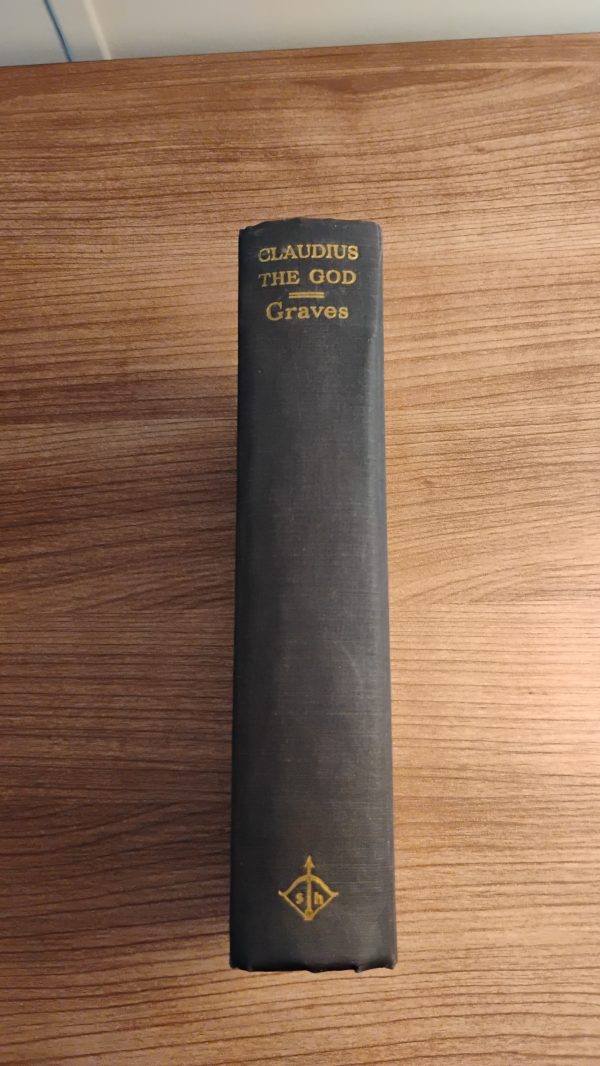 CLAUDIUS
THE GOD
Graves
s h